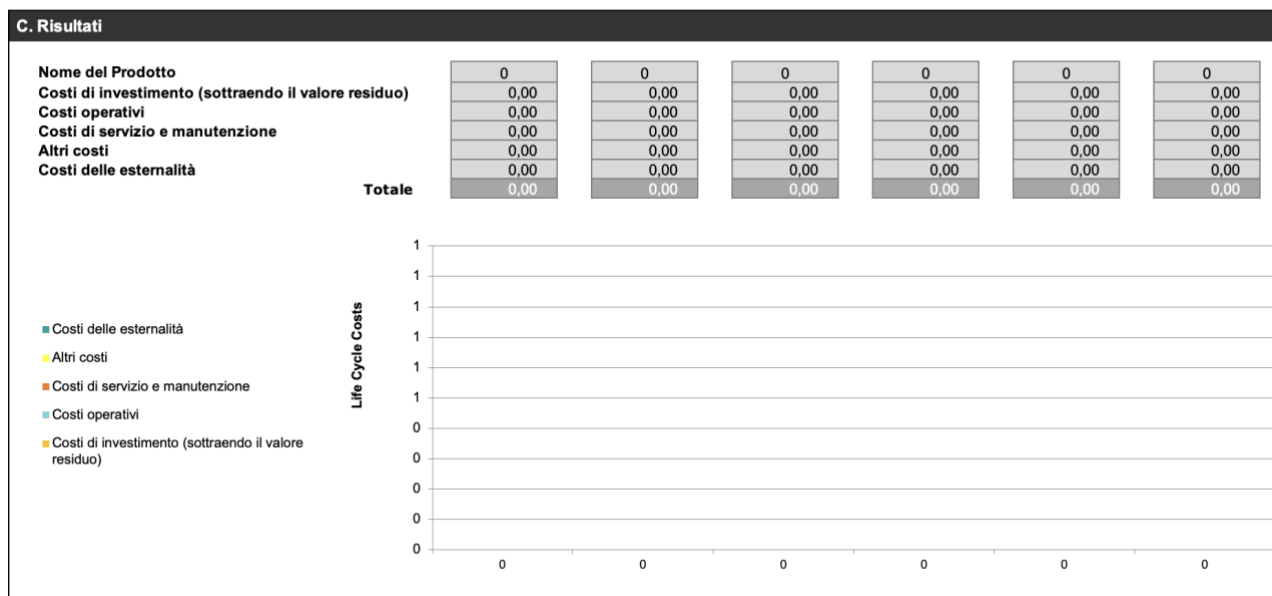 C. Risultati
Nome del Prodotto 0 0 0 0 0 0
Costi di investimento (sottraendo il valore residuo) 0,00 0,00 0,00 0,00 0,00 0,00
Costi operativi 0,00 0,00 0,00 0,00 0,00 0,00
Costi di servizio e manutenzione 0,00 0,00 0,00 0,00 0,00 0,00
Altri costi 0,00 0,00 0,00 0,00 0,00 0,00
Costi delle esternalità 0,00 0,00 0,00 0,00 0,00 0,00
Totale 0,00 0,00 0,00 0,00 0,00 0,00
Costi delle esternalità
Altri costi
Costi di servizio e manutenzione
Costi operativi
Costi di investimento (sottraendo il valore
residuo)
Life Cycle Costs
1
1
1
1
1
1
0
0
0
0
0
0 0 0 0 0 0